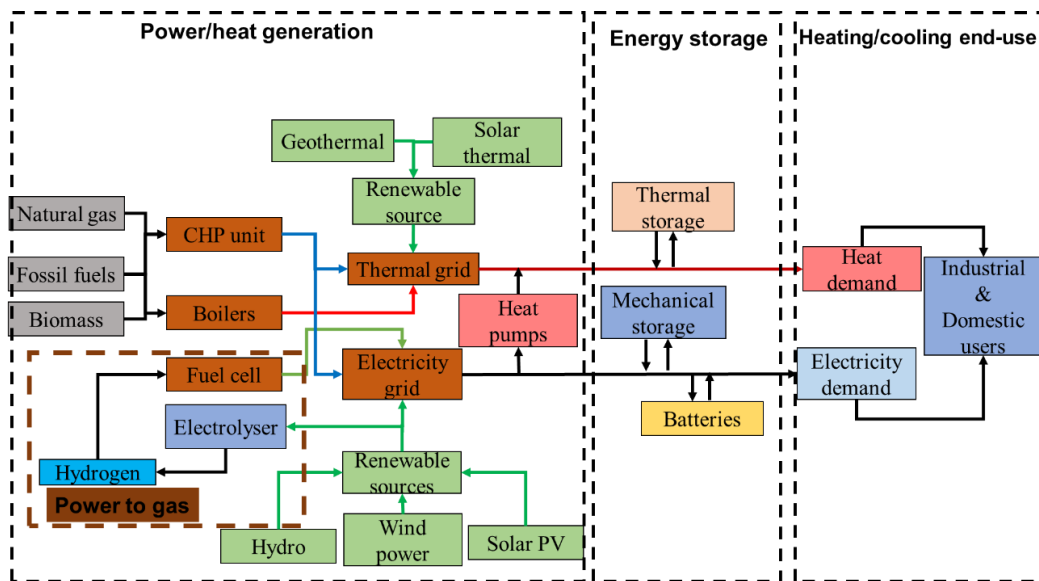 Power/heat generation
Energy storage
Heating/cooling end-use
Geothermal
Solar
thermal
Renewable
source
Natural gas
Fossil fuels
Biomass
CHP unit
Boilers
Thermal grid
Heat
pumps
Thermal
storage
Mechanical
storage
Heat
demand
Industrial
&
Domestic
users
Fuel cell
Electricity
grid
Electricity
demand
Batteries
Electrolyser
Hydrogen
Power to gas
Renewable
sources
Hydro
Wind
power
Solar PV